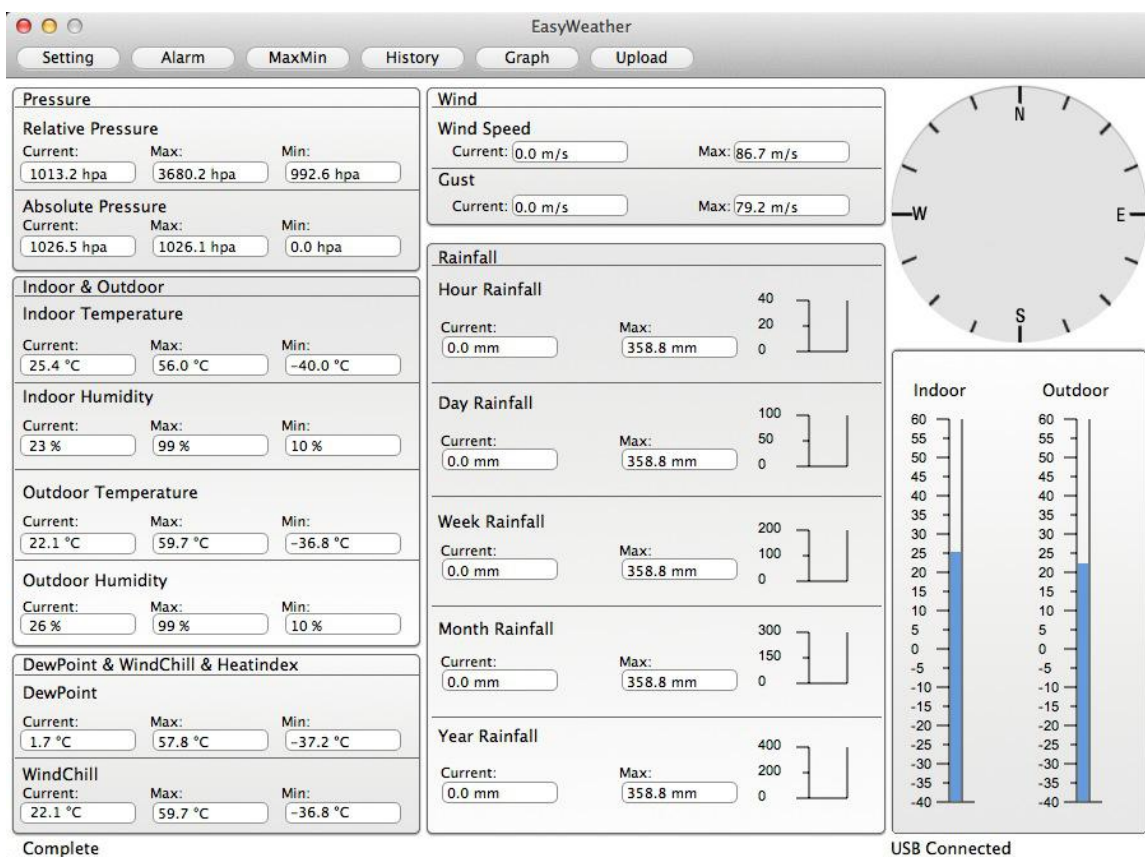 EasyWeather
Setting Alarm MaxMin History Graph Upload
Pressure
Relative Pressure
Current: Max: Min:
1013.2 hpa 3680.2 hpa 992.6 hpa
Absolute Pressure
Current: Max: Min:
1026.5 hpa 1026.1 hpa 0.0 hpa
Indoor & Outdoor
Indoor Temperature
Current: Max: Min:
25.4 °C 56.0 °C -40.0 °C
Indoor Humidity
Current: Max: Min:
23 % 99 % 10 %
Outdoor Temperature
Current: Max: Min:
22.1 °C 59.7 °C -36.8 °C
Outdoor Humidity
Current: Max: Min:
26 % 99 % 10 %
DewPoint & WindChill & Heatindex
DewPoint
Current: Max: Min:
1.7 °C 57.8 °C -37.2 °C
WindChill
Current: Max: Min:
22.1 °C 59.7 °C -36.8 °C
Wind
Wind Speed
Current: 0.0 m/s Max: 86.7 m/s
Gust
Current: 0.0 m/s Max: 79.2 m/s
Rainfall
Hour Rainfall
40
20
0
Current: Max:
0.0 mm 358.8 mm
Day Rainfall
100
50
0
Current: Max:
0.0 mm 358.8 mm
Week Rainfall
200
100
0
Current: Max:
0.0 mm 358.8 mm
Month Rainfall
300
150
0
Current: Max:
0.0 mm 358.8 mm
Year Rainfall
400
200
0
Current: Max:
0.0 mm 358.8 mm
N
W E
S
Indoor Outdoor
60 60
55 55
50 50
45 45
40 40
35 35
30 30
25 25
20 20
15 15
10 10
5 5
0 0
-5 -5
-10 -10
-15 -15
-20 -20
-25 -25
-30 -30
-35 -35
-40 -40
Complete USB Connected